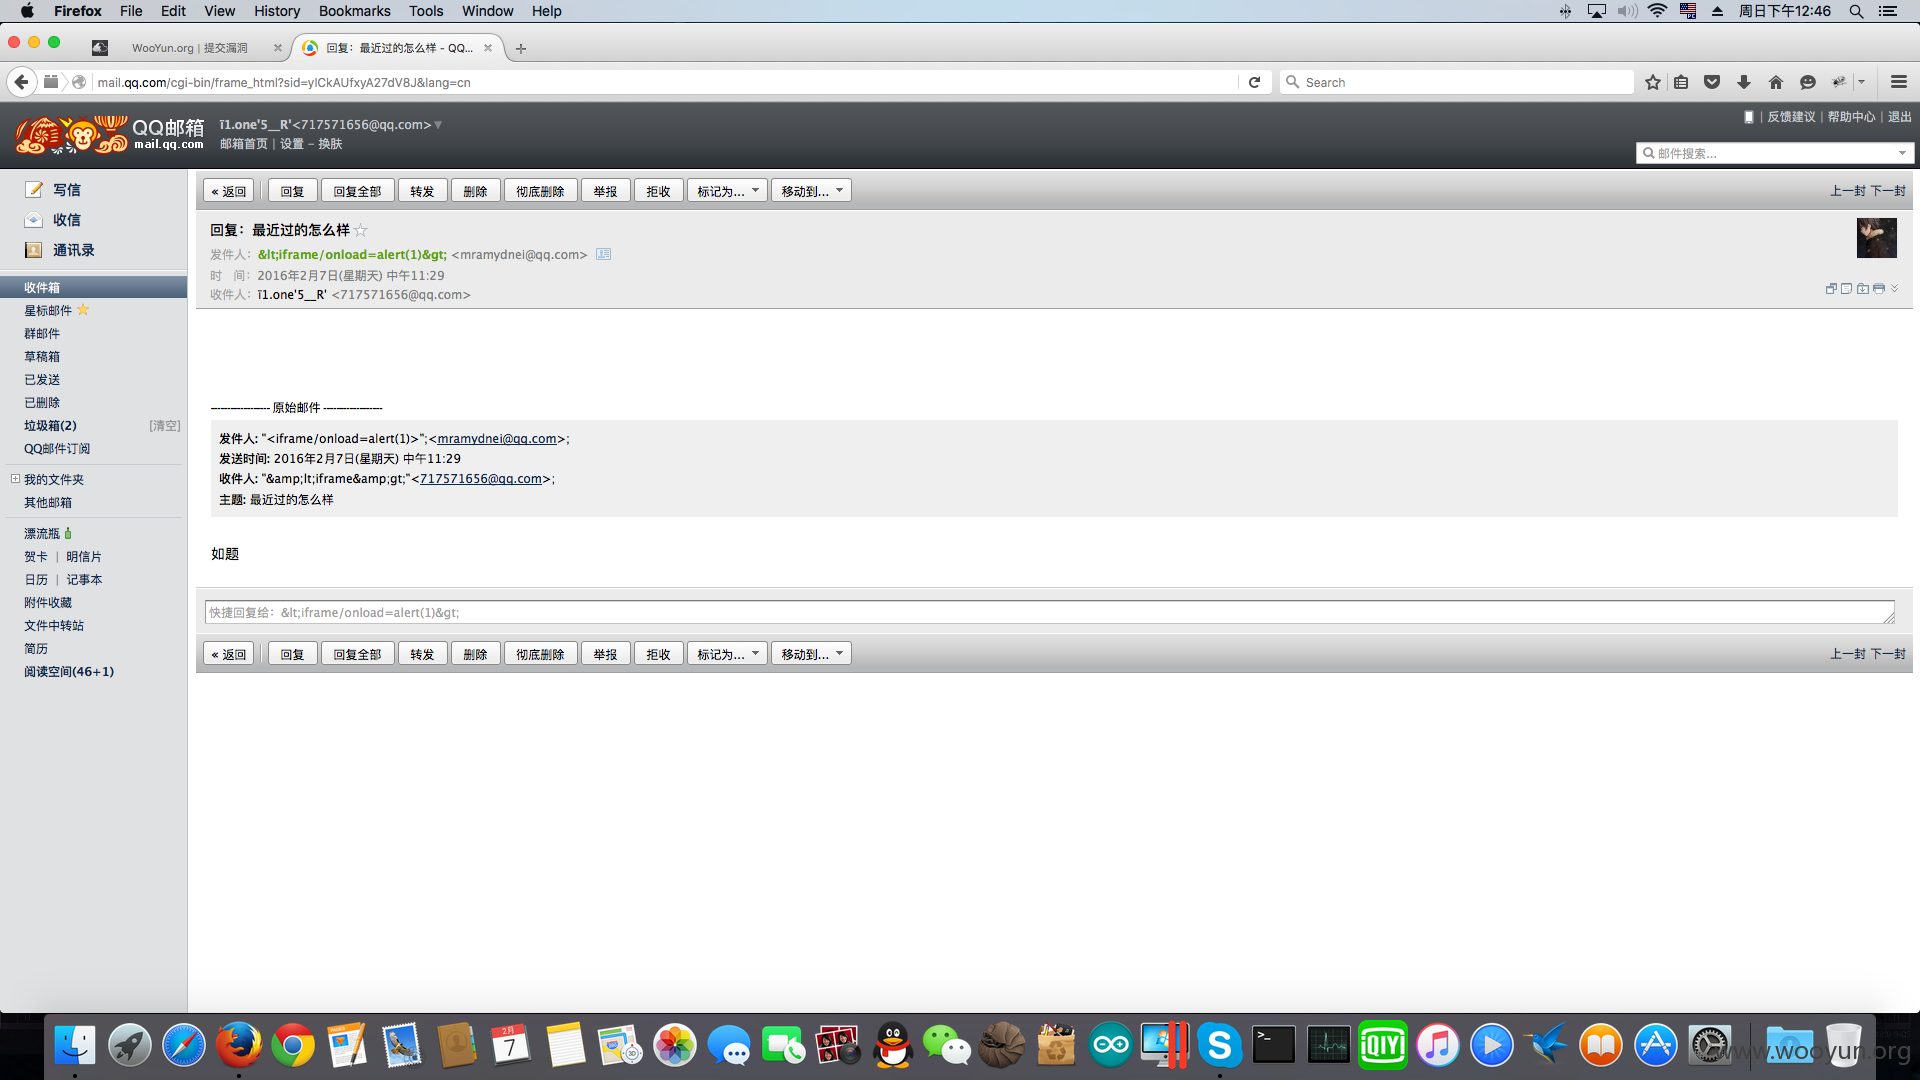 Firefox File Edit View History Bookmarks Tools Window Help 周日下午12:46
WooYun.org | 提交漏洞 回复：最近过的怎么样 - QQ...
mail.qq.com/cgi-bin/frame_html?sid=ylCkAUfxyA27dV8J&lang=cn Search
QQ邮箱
mail.qq.com
ï1.one'5__R'<717571656@qq.com>
邮箱首页 | 设置 - 换肤
| 反馈建议 | 帮助中心 | 退出
邮件搜索...
写信
收信
通讯录
收件箱
星标邮件
群邮件
草稿箱
已发送
已删除
垃圾箱(2) [清空]
QQ邮件订阅
我的文件夹
其他邮箱
漂流瓶
贺卡 | 明信片
日历 | 记事本
附件收藏
文件中转站
简历
阅读空间(46+1)
« 返回 回复 回复全部 转发 删除 彻底删除 举报 拒收 标记为... 移动到... 上一封 下一封
回复：最近过的怎么样
发件人：&lt;iframe/onload=alert(1)&gt; <mramydnei@qq.com>
时 间：2016年2月7日(星期天) 中午11:29
收件人：ï1.one'5__R' <717571656@qq.com>
------------------ 原始邮件 ------------------
发件人: "<iframe/onload=alert(1)>";<mramydnei@qq.com>;
发送时间: 2016年2月7日(星期天) 中午11:29
收件人: "&amp;lt;iframe&amp;gt;"<717571656@qq.com>;
主题: 最近过的怎么样
如题
快捷回复给：&lt;iframe/onload=alert(1)&gt;
« 返回 回复 回复全部 转发 删除 彻底删除 举报 拒收 标记为... 移动到... 上一封 下一封
PAGES
2月
7
3D
iQIYI
www.wooyun.org